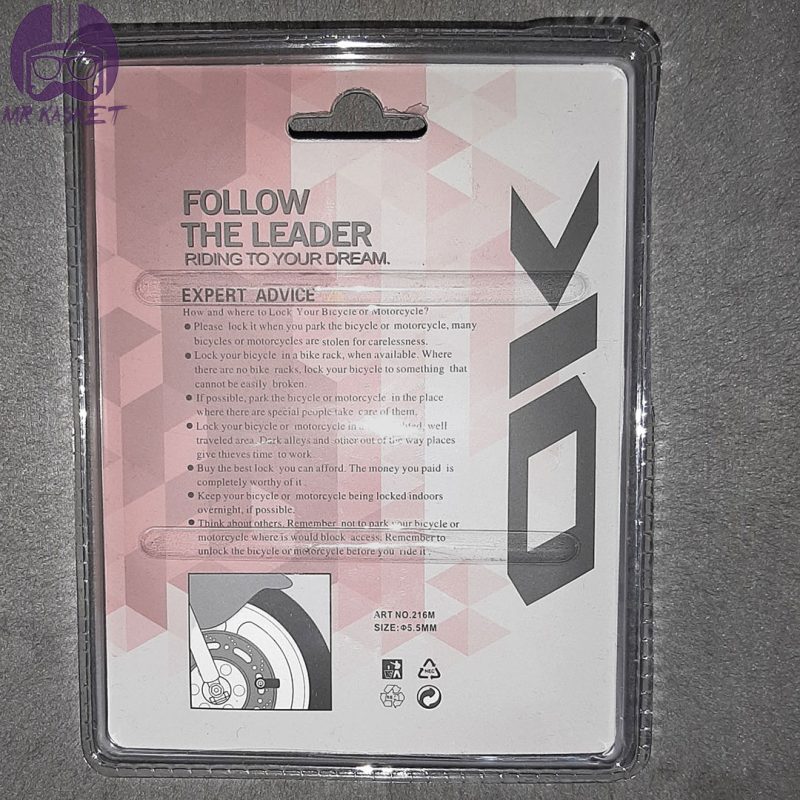 MR KASKET
FOLLOW
THE LEADER
RIDING TO YOUR DREAM.
EXPERT ADVICE
How and where to Lock Your Bicycle or Motorcycle?
● Please lock it when you park the bicycle or motorcycle, many
bicycles or motorcycles are stolen for carelessness.
● Lock your bicycle in a bike rack, when available. Where
there are no bike racks, lock your bicycle to something that
cannot be easily broken.
● If possible, park the bicycle or motorcycle in the place
where there are special people take care of them.
● Lock your bicycle or motorcycle in well
traveled area. Dark alleys and other out of the way places
give thieves time to work.
● Buy the best lock you can afford. The money you paid is
completely worthy of it.
● Keep your bicycle or motorcycle being locked indoors
overnight, if possible.
● Think about others. Remember not to park your bicycle or
motorcycle where is would block access. Remember to
unlock the bicycle or motorcycle before you ride it.
ART NO.216M
SIZE:Φ5.5MM